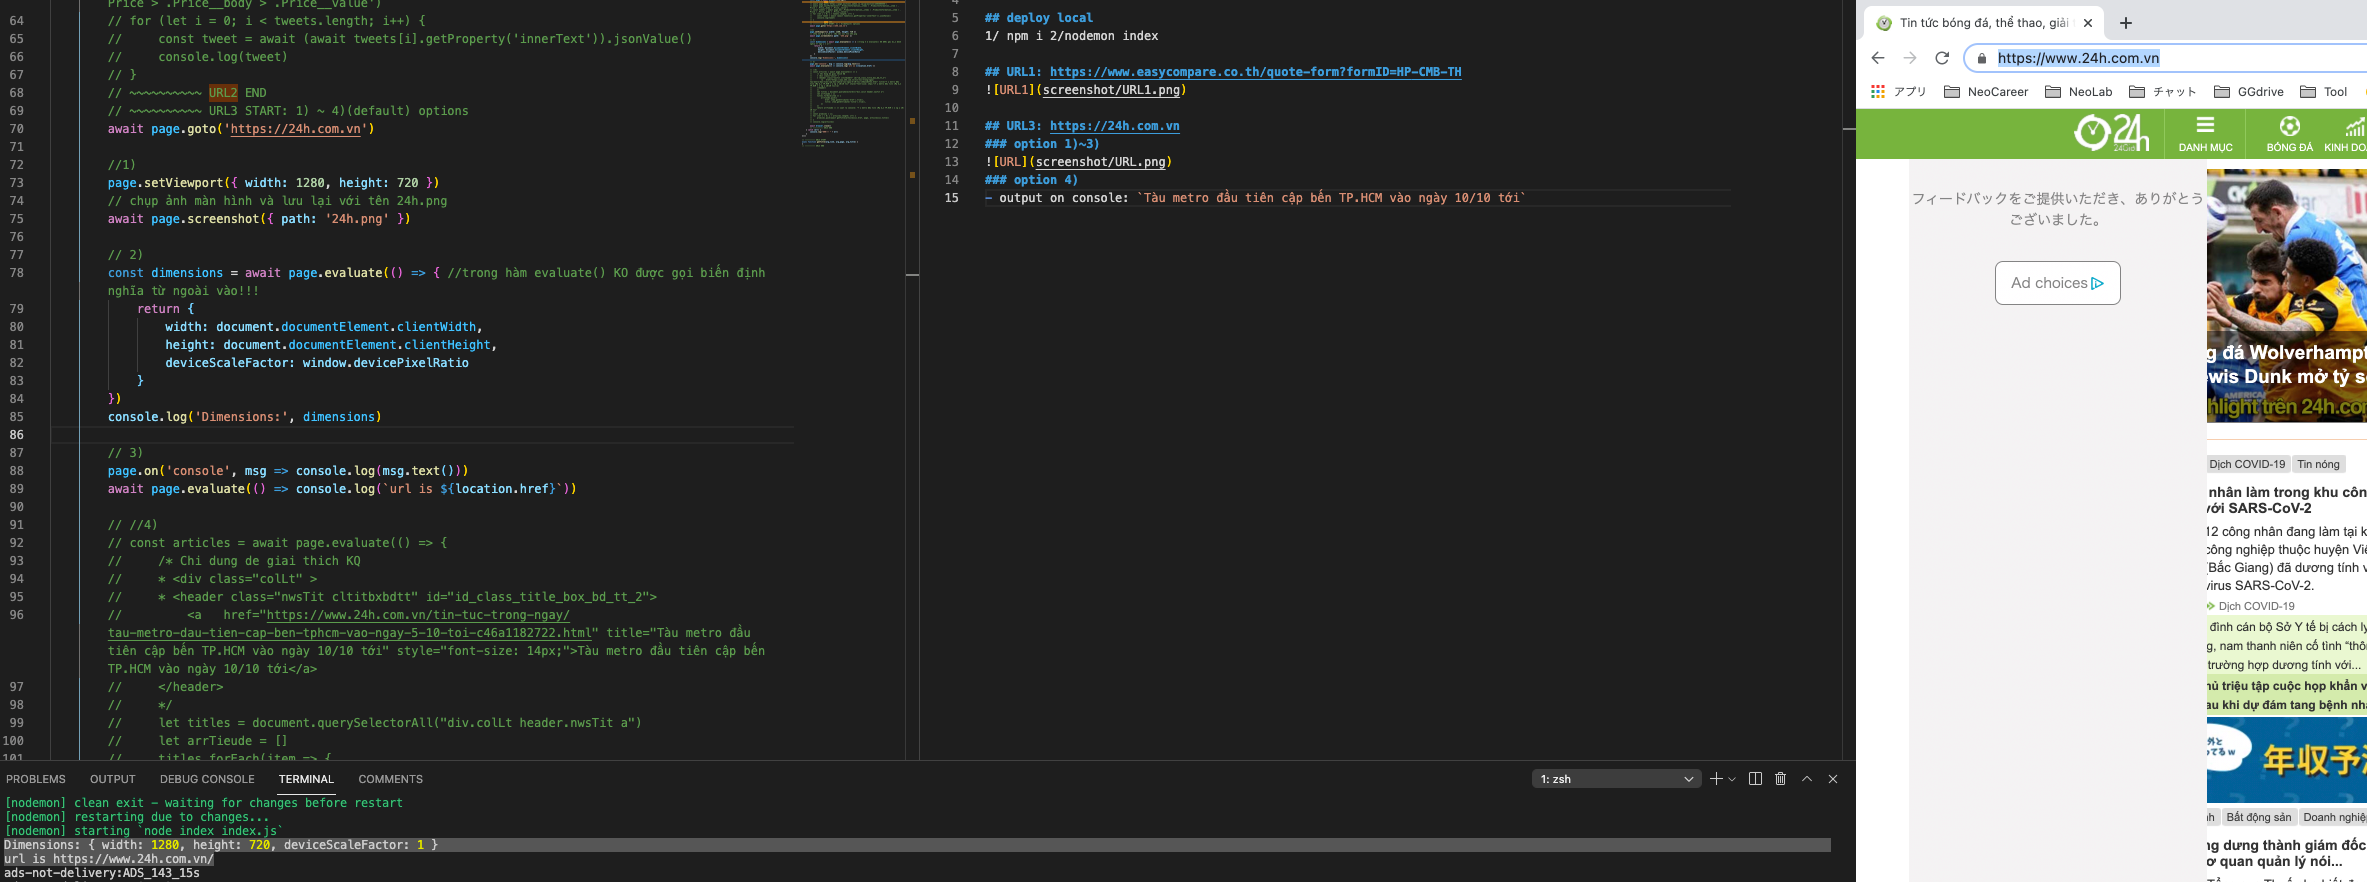 Price > .Price__body > .Price__value')
64 // for (let i = 0; i < tweets.length; i++) {
65 //     const tweet = await (await tweets[i].getProperty('innerText')).jsonValue()
66 //     console.log(tweet)
67 // }
68 // ~~~~~~~~~~ URL2 END
69 // ~~~~~~~~~~ URL3 START: 1) ~ 4)(default) options
70 await page.goto('https://24h.com.vn')
71
72 //1)
73 page.setViewport({ width: 1280, height: 720 })
74 // chụp ảnh màn hình và lưu lại với tên 24h.png
75 await page.screenshot({ path: '24h.png' })
76
77 // 2)
78 const dimensions = await page.evaluate(() => { //trong hàm evaluate() KO được gọi biến định
nghĩa từ ngoài vào!!!
79 return {
80 width: document.documentElement.clientWidth,
81 height: document.documentElement.clientHeight,
82 deviceScaleFactor: window.devicePixelRatio
83 }
84 })
85 console.log('Dimensions:', dimensions)
86
87 // 3)
88 page.on('console', msg => console.log(msg.text()))
89 await page.evaluate(() => console.log(`url is ${location.href}`))
90
91 // //4)
92 // const articles = await page.evaluate(() => {
93 //     /* Chi dung de giai thich KQ
94 //     * <div class="colLt" >
95 //     * <header class="nwsTit cltitbxbdtt" id="id_class_title_box_bd_tt_2">
96 //         <a   href="https://www.24h.com.vn/tin-tuc-trong-ngay/
tau-metro-dau-tien-cap-ben-tphcm-vao-ngay-5-10-toi-c46a1182722.html" title="Tàu metro đầu
tiên cập bến TP.HCM vào ngày 10/10 tới" style="font-size: 14px;">Tàu metro đầu tiên cập bến
TP.HCM vào ngày 10/10 tới</a>
97 //     </header>
98 //     */
99 //     let titles = document.querySelectorAll("div.colLt header.nwsTit a")
100 //     let arrTieude = []
101 //     titles.forEach(item => {
4
5 ## deploy local
6 1/ npm i 2/nodemon index
7
8 ## URL1: https://www.easycompare.co.th/quote-form?formID=HP-CMB-TH
9 ![URL1](screenshot/URL1.png)
10
11 ## URL3: https://24h.com.vn
12 ### option 1)~3)
13 ![URL](screenshot/URL.png)
14 ### option 4)
15 - output on console: `Tàu metro đầu tiên cập bến TP.HCM vào ngày 10/10 tới`
PROBLEMS OUTPUT DEBUG CONSOLE TERMINAL COMMENTS
1: zsh
[nodemon] clean exit - waiting for changes before restart
[nodemon] restarting due to changes...
[nodemon] starting `node index index.js`
Dimensions: { width: 1280, height: 720, deviceScaleFactor: 1 }
url is https://www.24h.com.vn/
ads-not-delivery:ADS_143_15s
Tin tức bóng đá, thể thao, giải t
https://www.24h.com.vn
アプリ NeoCareer NeoLab チャット GGdrive Tool
24h
DANH MỤC BÓNG ĐÁ KINH DO
フィードバックをご提供いただき、ありがとう
ございました。
Ad choices
g đá Wolverhampt
ewis Dunk mở tỷ s
hlight trên 24h.co
Dịch COVID-19 Tin nóng
nhân làm trong khu côn
với SARS-CoV-2
12 công nhân đang làm tại k
công nghiệp thuộc huyện Việ
(Bắc Giang) đã dương tính v
virus SARS-CoV-2.
Dịch COVID-19
đình cán bộ Sở Y tế bị cách ly
g, nam thanh niên cố tình “thô
trường hợp dương tính với...
hủ triệu tập cuộc họp khẩn v
au khi dự đám tang bệnh nhâ
年収予測
nh Bất động sản Doanh nghiệ
ng dưng thành giám đốc
ơ quan quản lý nói...